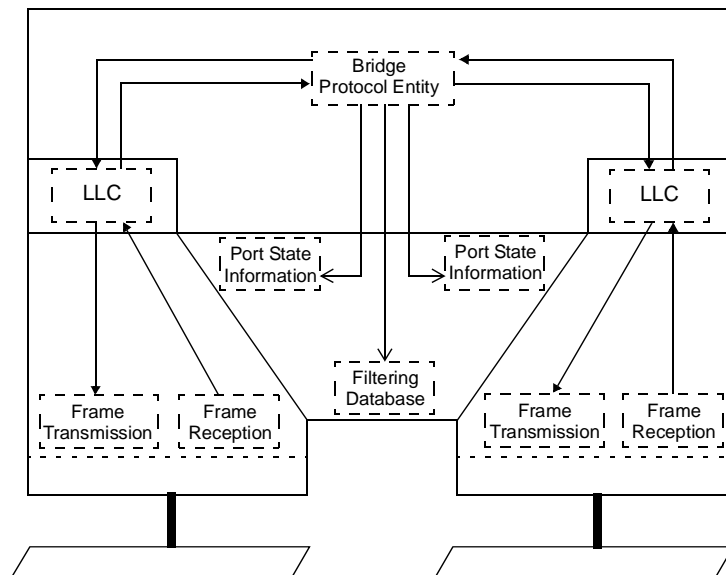 Bridge
Protocol Entity
LLC
LLC
Port State
Information
Port State
Information
Filtering
Database
Frame
Transmission
Frame
Reception
Frame
Transmission
Frame
Reception